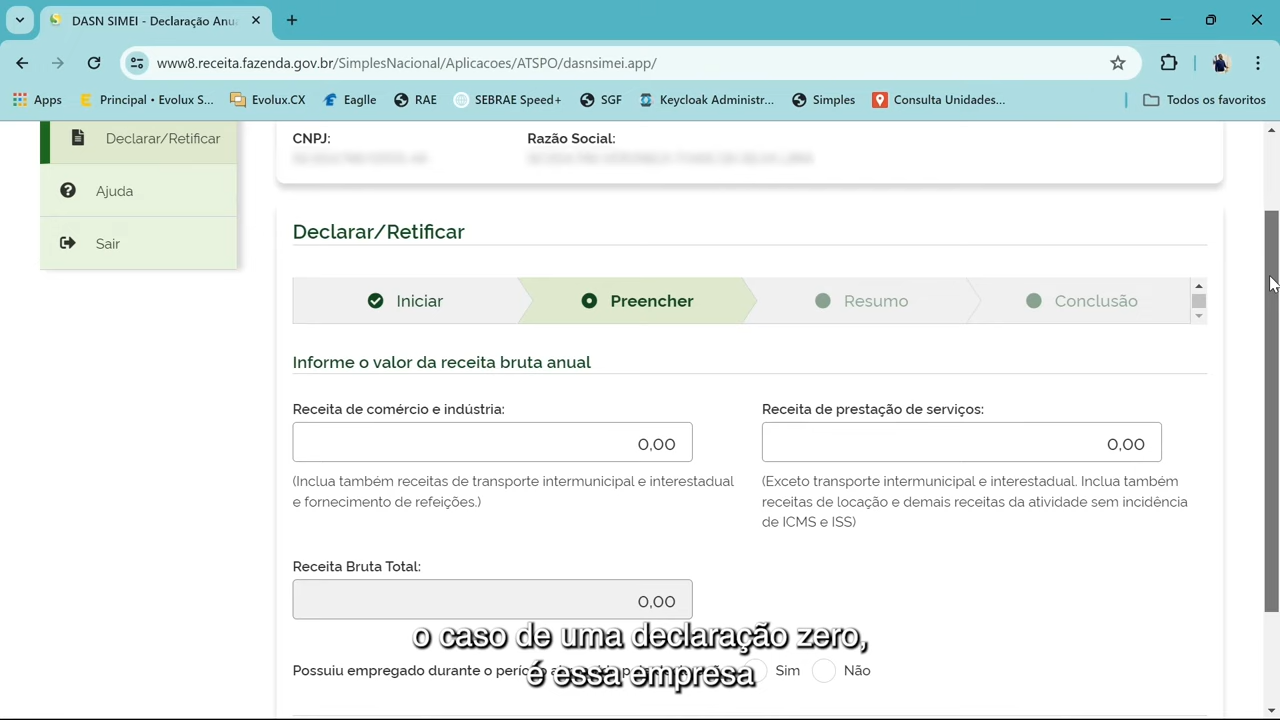 DASN SIMEI - Declaração Anua
www8.receita.fazenda.gov.br/SimplesNacional/Aplicacoes/ATSPO/dasnsimei.app/
Apps
Principal • Evolux S...
Evolux.CX
Eaglle
RAE
SEBRAE Speed+
SGF
Keycloak Administr...
Simples
Consulta Unidades...
Todos os favoritos
Declarar/Retificar
Ajuda
Sair
CNPJ:
Razão Social:
Declarar/Retificar
Iniciar
Preencher
Resumo
Conclusão
Informe o valor da receita bruta anual
Receita de comércio e indústria:
0,00
(Inclua também receitas de transporte intermunicipal e interestadual
e fornecimento de refeições.)
Receita de prestação de serviços:
0,00
(Exceto transporte intermunicipal e interestadual. Inclua também
receitas de locação e demais receitas da atividade sem incidência
de ICMS e ISS)
Receita Bruta Total:
0,00
o caso de uma declaração zero,
é essa empresa
Possuiu empregado durante o
Sim
Não